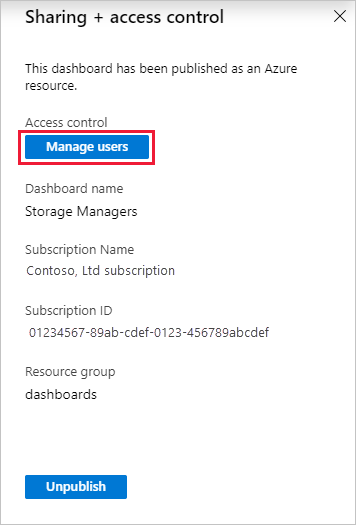 Sharing + access control
This dashboard has been published as an Azure
resource.
Access control
Manage users
Dashboard name
Storage Managers
Subscription Name
Contoso, Ltd subscription
Subscription ID
01234567-89ab-cdef-0123-456789abcdef
Resource group
dashboards
Unpublish